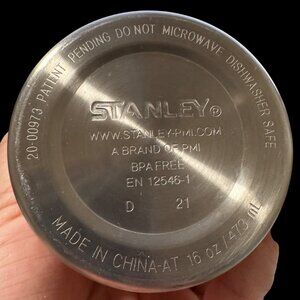 20-00973 PATENT PENDING DO NOT MICROWAVE DISHWASHER SAFE
STANLEY®
WWW.STANLEY-PMI.COM
A BRAND OF PMI
BPA FREE
EN 12546-1
D 21
MADE IN CHINA-AT 16 oz / 473 mL